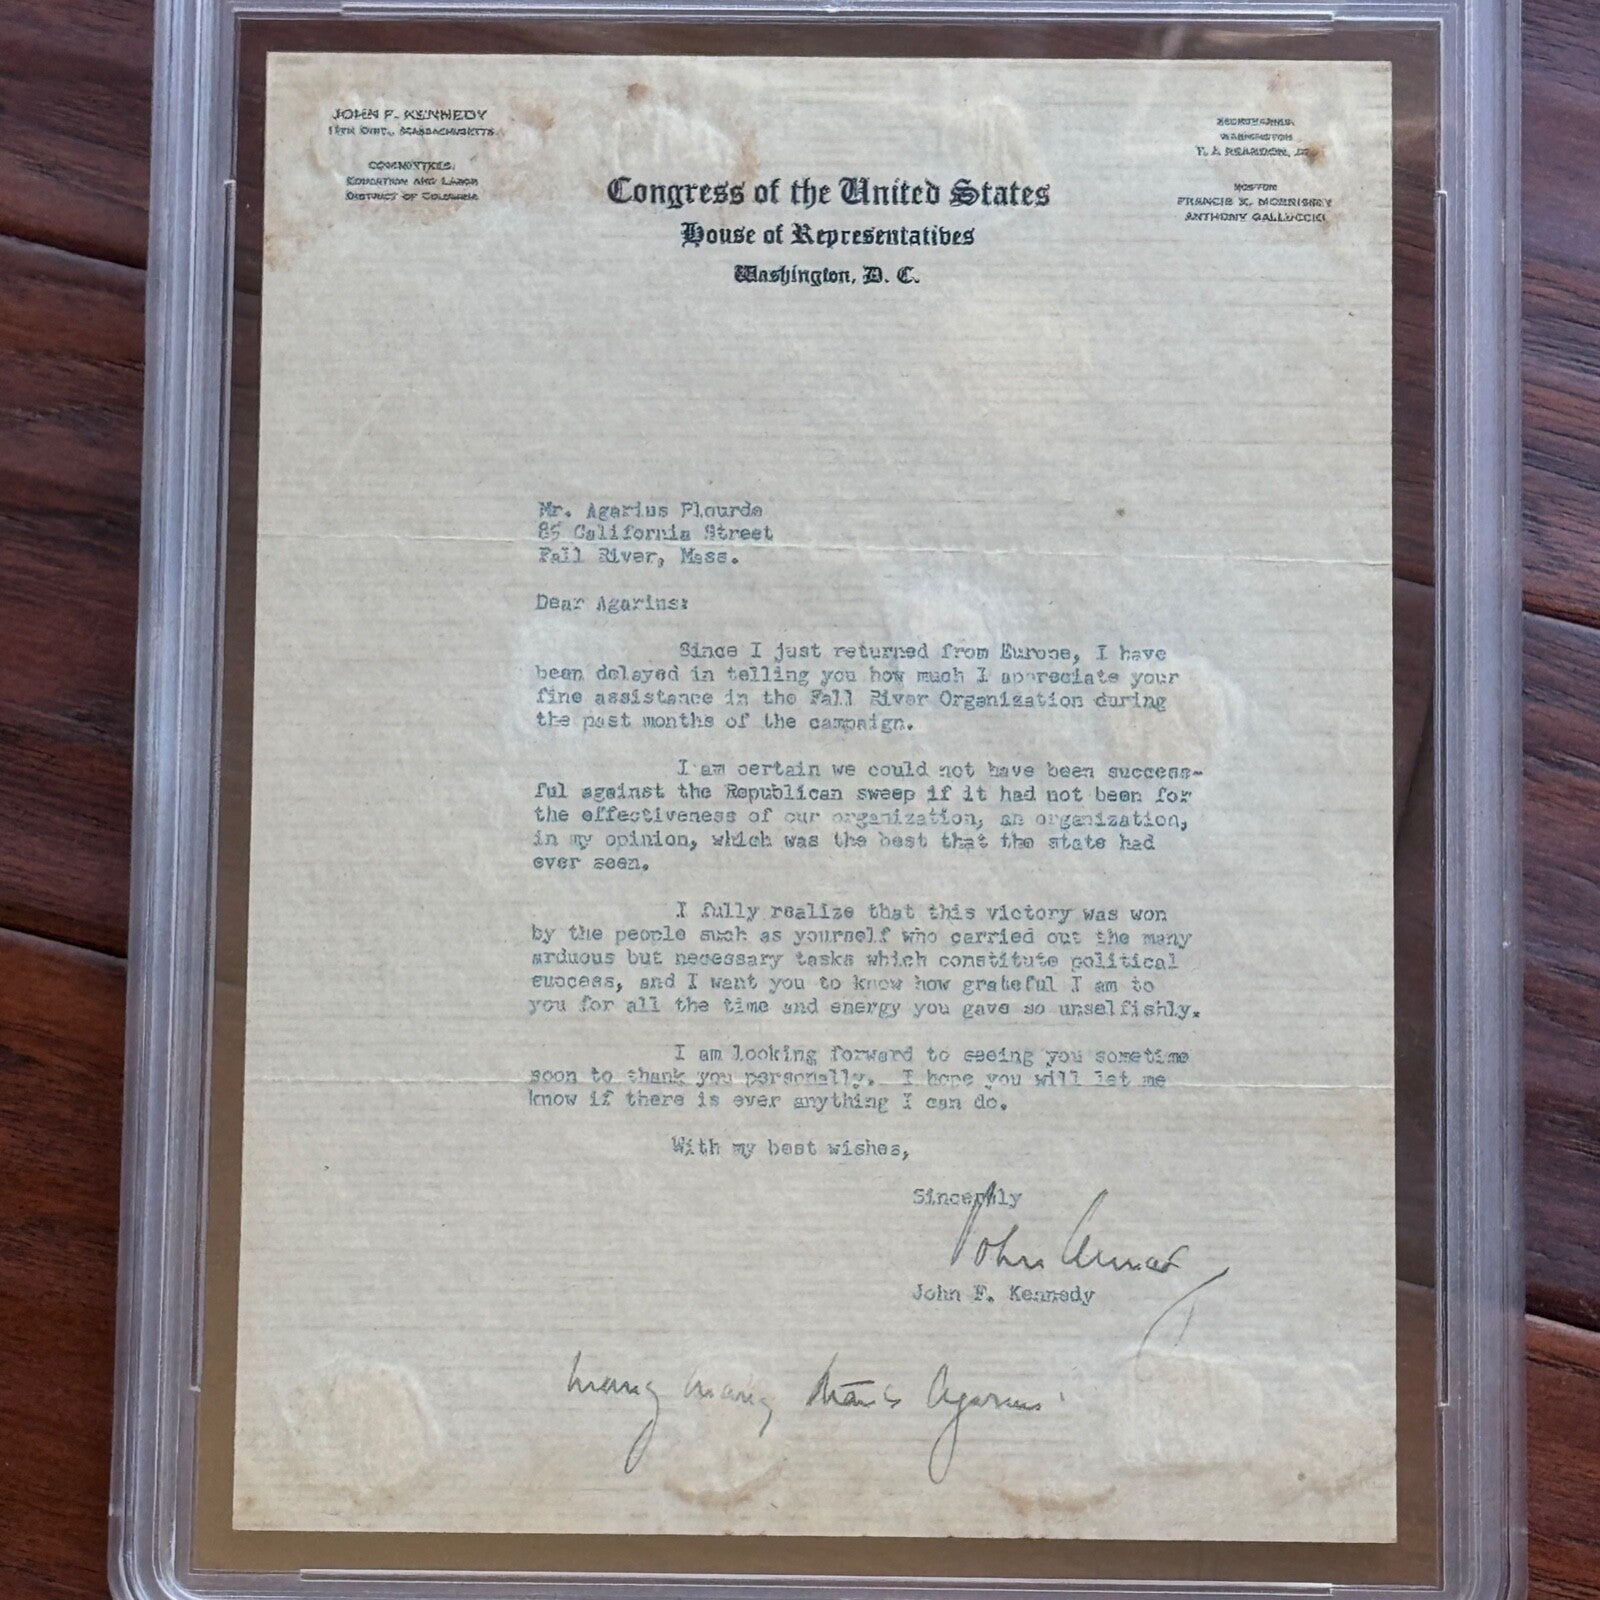 JOHN F. KENNEDY
11TH DIST., MASSACHUSETTS
COMMITTEES:
EDUCATION AND LABOR
DISTRICT OF COLUMBIA
SECRETARIES:
WASHINGTON
T. J. REARDON, JR.
BOSTON
FRANCIS X. MORRISSEY
ANTHONY GALLUCCIO
Congress of the United States
House of Representatives
Washington, D. C.
Mr. Agarius Plourde
85 California Street
Fall River, Mass.
Dear Agarius:
Since I just returned from Europe, I have
been delayed in telling you how much I appreciate your
fine assistance in the Fall River Organization during
the past months of the campaign.
I am certain we could not have been success-
ful against the Republican sweep if it had not been for
the effectiveness of our organization, an organization,
in my opinion, which was the best that the state had
ever seen.
I fully realize that this victory was won
by the people such as yourself who carried out the many
arduous but necessary tasks which constitute political
success, and I want you to know how grateful I am to
you for all the time and energy you gave so unselfishly.
I am looking forward to seeing you sometime
soon to thank you personally. I hope you will let me
know if there is ever anything I can do.
With my best wishes,
Sincerely
John Kennedy
John F. Kennedy
Many many thanks Agarius